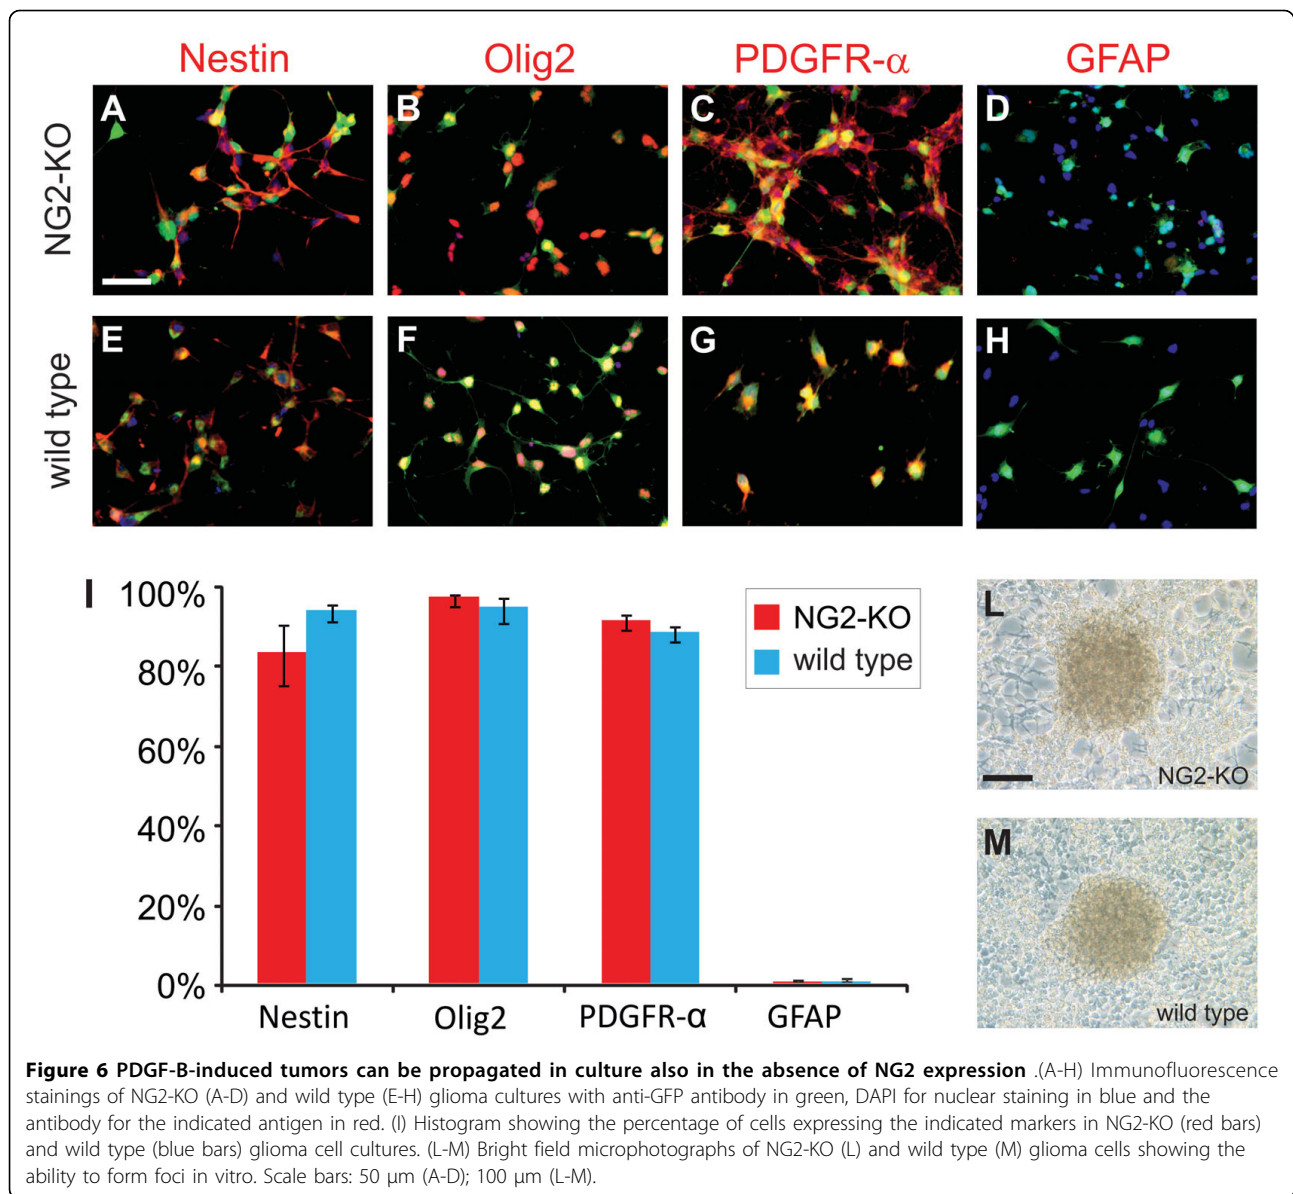 Nestin Olig2 PDGFR-α GFAP
NG2-KO
A B C D
wild type
E F G H
I
100%
80%
60%
40%
20%
0%
Nestin Olig2 PDGFR-α GFAP
NG2-KO
wild type
L
NG2-KO
M
wild type
Figure 6 PDGF-B-induced tumors can be propagated in culture also in the absence of NG2 expression .(A-H) Immunofluorescence
stainings of NG2-KO (A-D) and wild type (E-H) glioma cultures with anti-GFP antibody in green, DAPI for nuclear staining in blue and the
antibody for the indicated antigen in red. (I) Histogram showing the percentage of cells expressing the indicated markers in NG2-KO (red bars)
and wild type (blue bars) glioma cell cultures. (L-M) Bright field microphotographs of NG2-KO (L) and wild type (M) glioma cells showing the
ability to form foci in vitro. Scale bars: 50 μm (A-D); 100 μm (L-M).